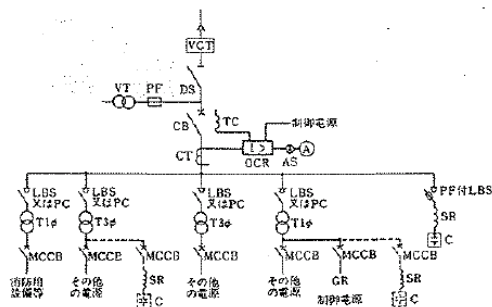 VCT
DS
VT
PF
CB
TC
制御電源
I >
OCR
AS
A
CT
LBS
又はPC
LBS
又はPC
LBS
又はPC
LBS
又はPC
PF付LBS
T1φ
T3φ
T3φ
T1φ
SR
C
MCCB
MCCB
MCCB
MCCB
MCCB
MCCB
MCCB
消防用
設備等
その他
の電源
SR
C
その他
の電源
その他
の電源
GR
制御電源
SR
C